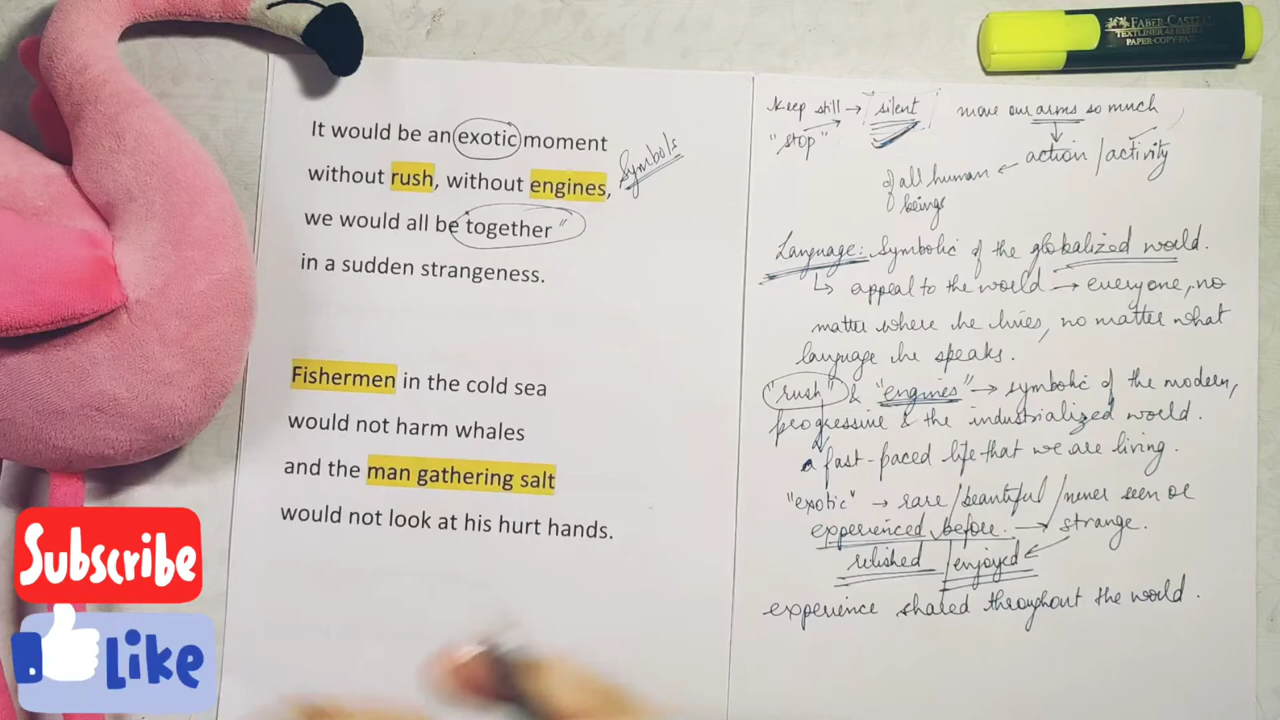 It would be an exotic moment
without rush, without engines,
we would all be together"
in a sudden strangeness.
Symbols
Fishermen in the cold sea
would not harm whales
and the man gathering salt
would not look at his hurt hands.
Keep still → silent move our arms so much
"stop"
action / activity
of all human
beings
Language: Symbolic of the globalized world.
↳ appeal to the world → everyone, no
matter where he lives, no matter what
language he speaks.
"rush" & "engines" → symbolic of the modern,
progressive & the industrialized world.
a fast-paced life that we are living.
"exotic" → rare/beautiful/never seen or
experienced before. → strange.
relished / enjoyed
experience shared throughout the world.
FABER-CASTELL
TEXTLINER 48 REFILL
PAPER-COPY-FAX
Subscribe
Like